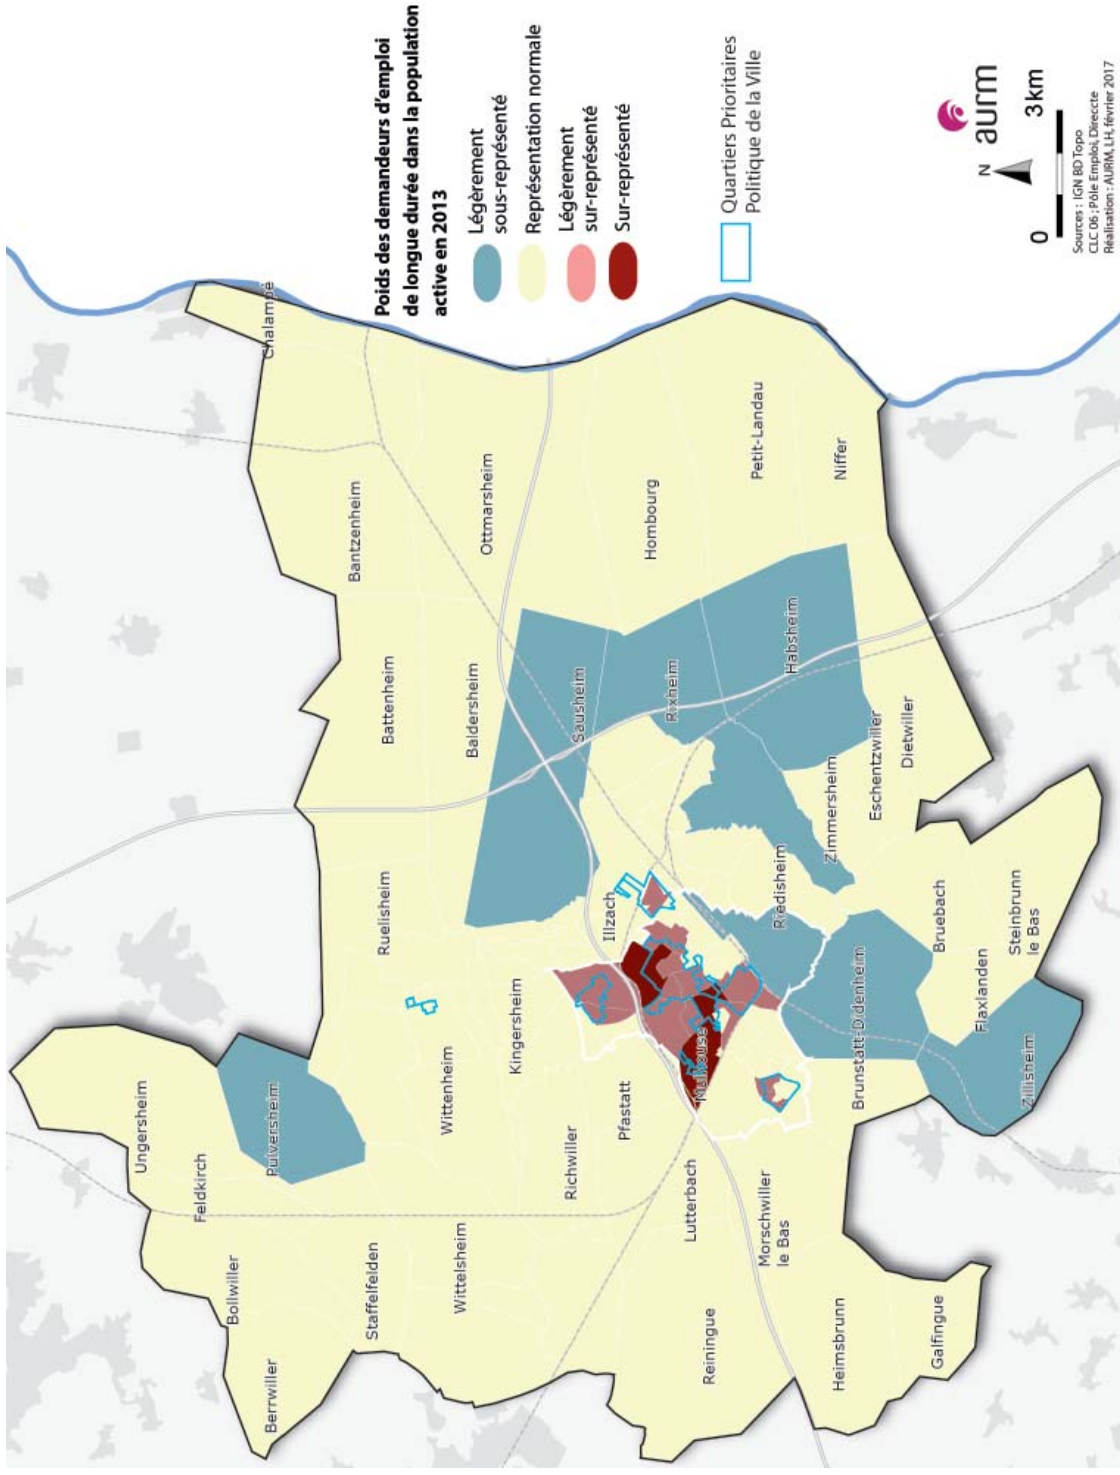 Poids des demandeurs d'emploi
de longue durée dans la population
active en 2013
Légèrement
sous-représenté
Représentation normale
Légèrement
sur-représenté
Sur-représenté
Quartiers Prioritaires
Politique de la Ville
Chalampé
Bantzenheim
Ottmarsheim
Hombourg
Petit-Landau
Niffer
Battenheim
Baldersheim
Sausheim
Rixheim
Habsheim
Eschentzwiller
Dietwiller
Zimmersheim
Ruelisheim
Illzach
Riedisheim
Bruebach
Steinbrunn
le Bas
Flaxlanden
Ungersheim
Pulversheim
Feldkirch
Wittenheim
Kingersheim
Richwiller
Pfastatt
Mulhouse
Brunstatt-Didenheim
Zillisheim
Bollwiller
Berrwiller
Staffelfelden
Wittelsheim
Lutterbach
Morschwiller
le Bas
Reiningue
Heimsbrunn
Galfingue
aurm
N
0 3 km
Sources : IGN BD Topo
CLC 06 ; Pôle Emploi, Direccte
Réalisation : AURM, LH, février 2017